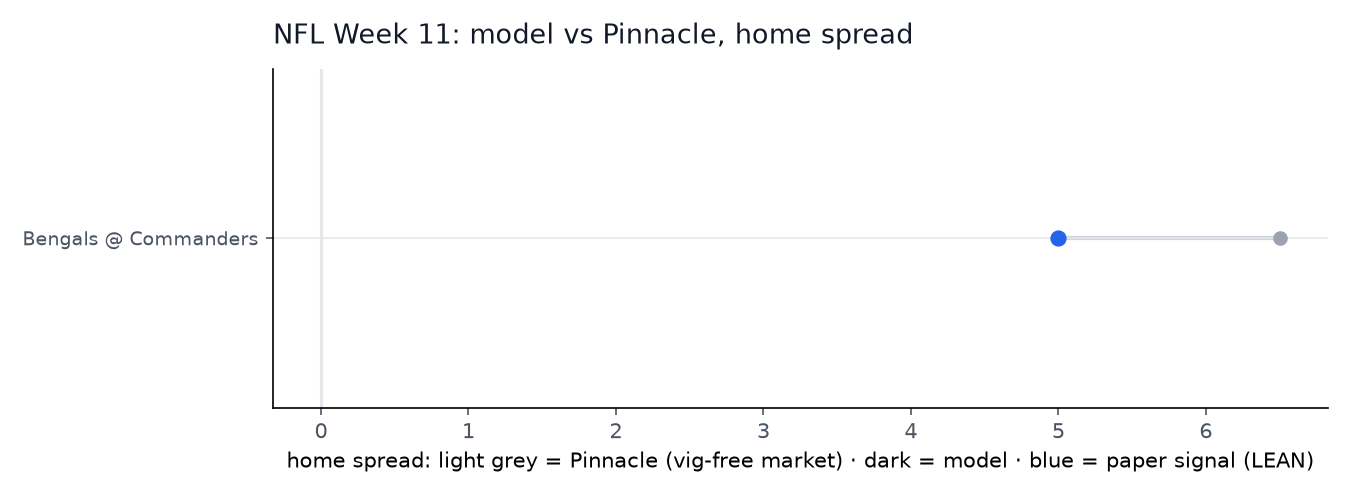 NFL Week 11: model vs Pinnacle, home spread
Bengals @ Commanders
0 1 2 3 4 5 6
home spread: light grey = Pinnacle (vig-free market) · dark = model · blue = paper signal (LEAN)